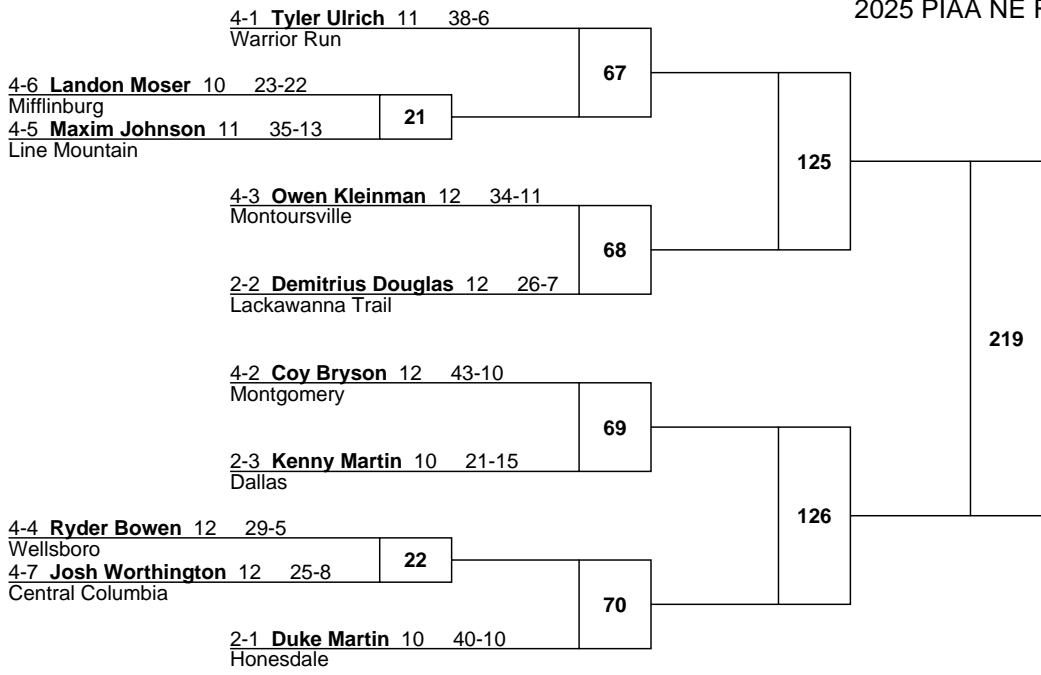 2025 PIAA NE
4-1 Tyler Ulrich 11 38-6
Warrior Run
67
4-6 Landon Moser 10 23-22
Mifflinburg
21
4-5 Maxim Johnson 11 35-13
Line Mountain
125
4-3 Owen Kleinman 12 34-11
Montoursville
68
2-2 Demitrius Douglas 12 26-7
Lackawanna Trail
219
4-2 Coy Bryson 12 43-10
Montgomery
69
2-3 Kenny Martin 10 21-15
Dallas
126
4-4 Ryder Bowen 12 29-5
Wellsboro
22
4-7 Josh Worthington 12 25-8
Central Columbia
70
2-1 Duke Martin 10 40-10
Honesdale